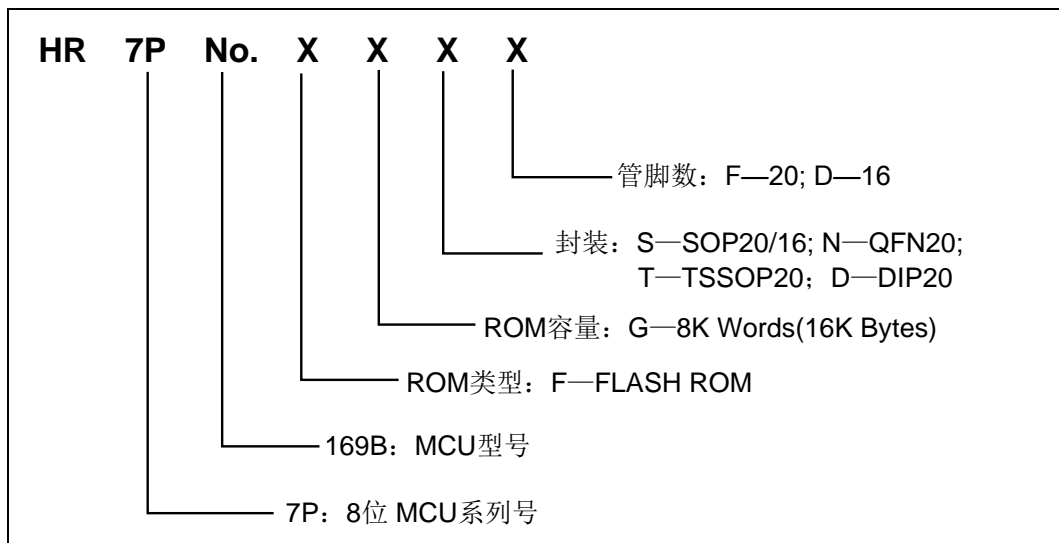 HR 7P No. X X X X
管脚数：F—20; D—16
封装：S—SOP20/16; N—QFN20;
T—TSSOP20；D—DIP20
ROM容量：G—8K Words(16K Bytes)
ROM类型：F—FLASH ROM
169B：MCU型号
7P：8位 MCU系列号